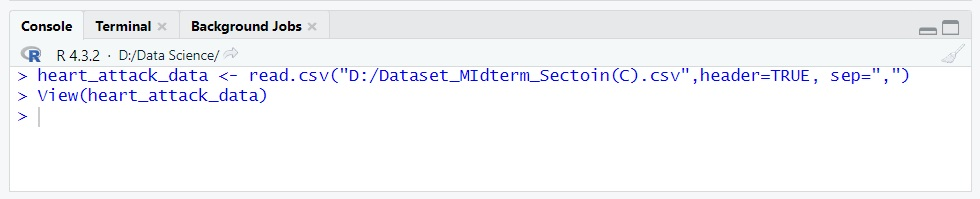 Console Terminal × Background Jobs ×
R R 4.3.2 · D:/Data Science/
> heart_attack_data <- read.csv("D:/Dataset_MIdterm_Sectoin(C).csv",header=TRUE, sep=",")
> View(heart_attack_data)
>